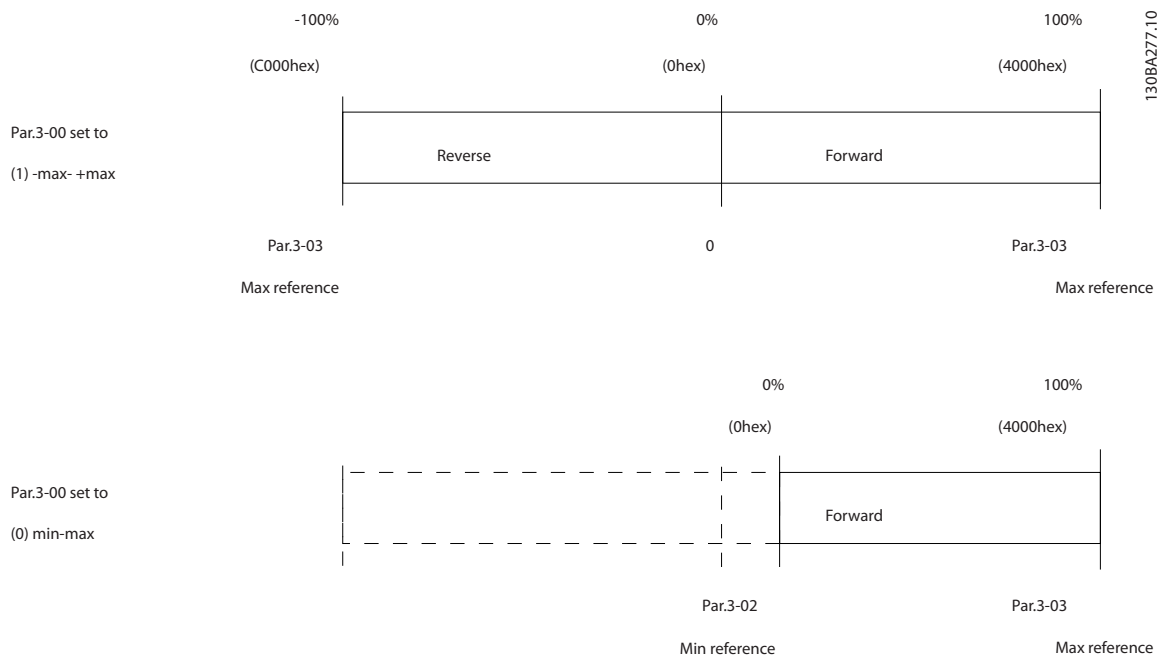 -100% 0% 100%
(C000hex) (0hex) (4000hex)
130BA277.10
Par.3-00 set to
(1) -max- +max
Reverse Forward
Par.3-03 0 Par.3-03
Max reference Max reference
0% 100%
(0hex) (4000hex)
Par.3-00 set to
(0) min-max
Forward
Par.3-02 Par.3-03
Min reference Max reference